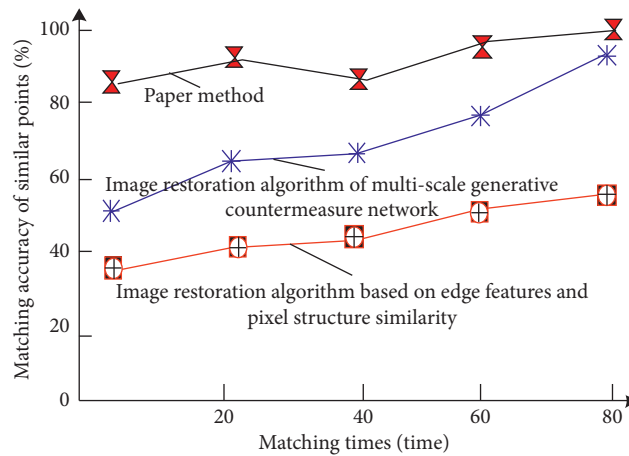 Matching accuracy of similar points (%)
100
80
60
40
20
0
Paper method
Image restoration algorithm of multi-scale generative
countermeasure network
Image restoration algorithm based on edge features and
pixel structure similarity
20
40
60
80
Matching times (time)